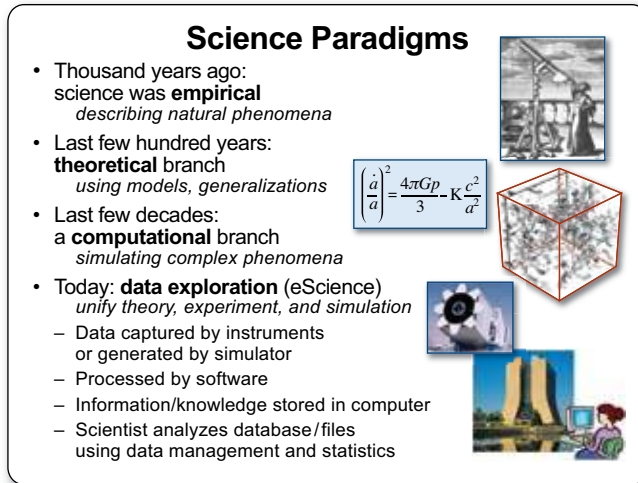 Science Paradigms
• Thousand years ago:
science was empirical
describing natural phenomena
• Last few hundred years:
theoretical branch
using models, generalizations
(ȧ/a)² = 4πGp/3 − K c²/a²
• Last few decades:
a computational branch
simulating complex phenomena
• Today: data exploration (eScience)
unify theory, experiment, and simulation
– Data captured by instruments
or generated by simulator
– Processed by software
– Information/knowledge stored in computer
– Scientist analyzes database/files
using data management and statistics